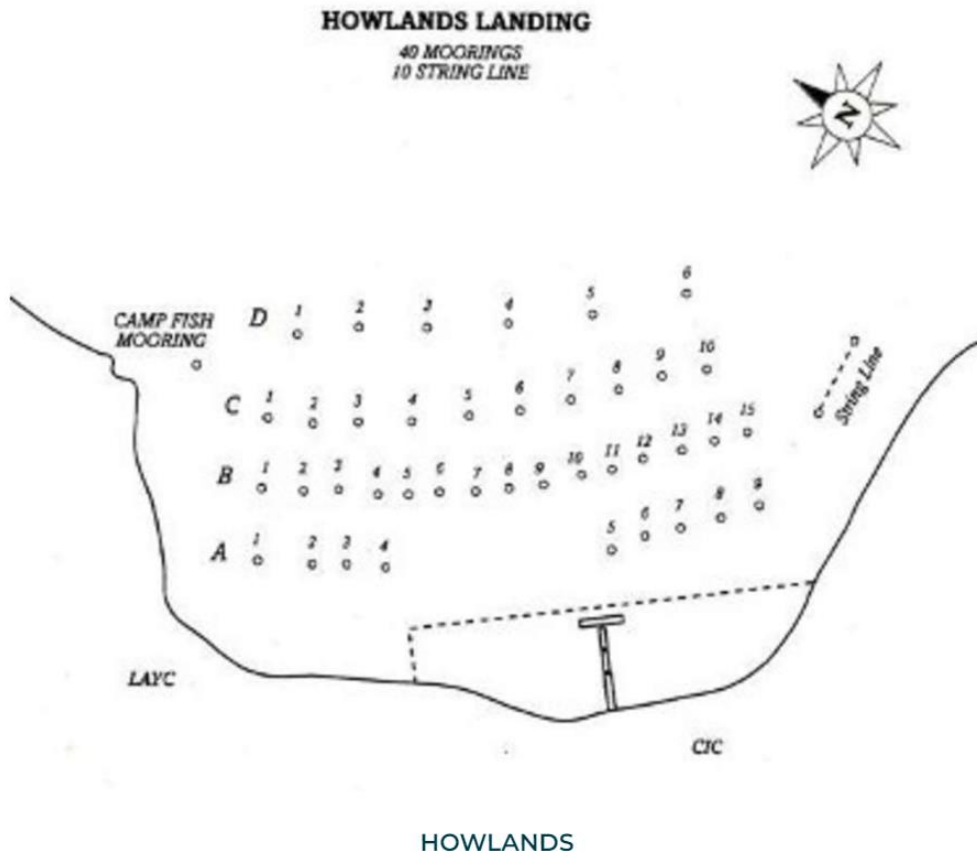 HOWLANDS LANDING
40 MOORINGS
10 STRING LINE
N
CAMP FISH
MOORING
D 1 2 3 4 5 6
C 1 2 3 4 5 6 7 8 9 10
String Line
B 1 2 3 4 5 6 7 8 9 10 11 12 13 14 15
A 1 2 3 4 5 6 7 8 9
LAYC
CIC
HOWLANDS